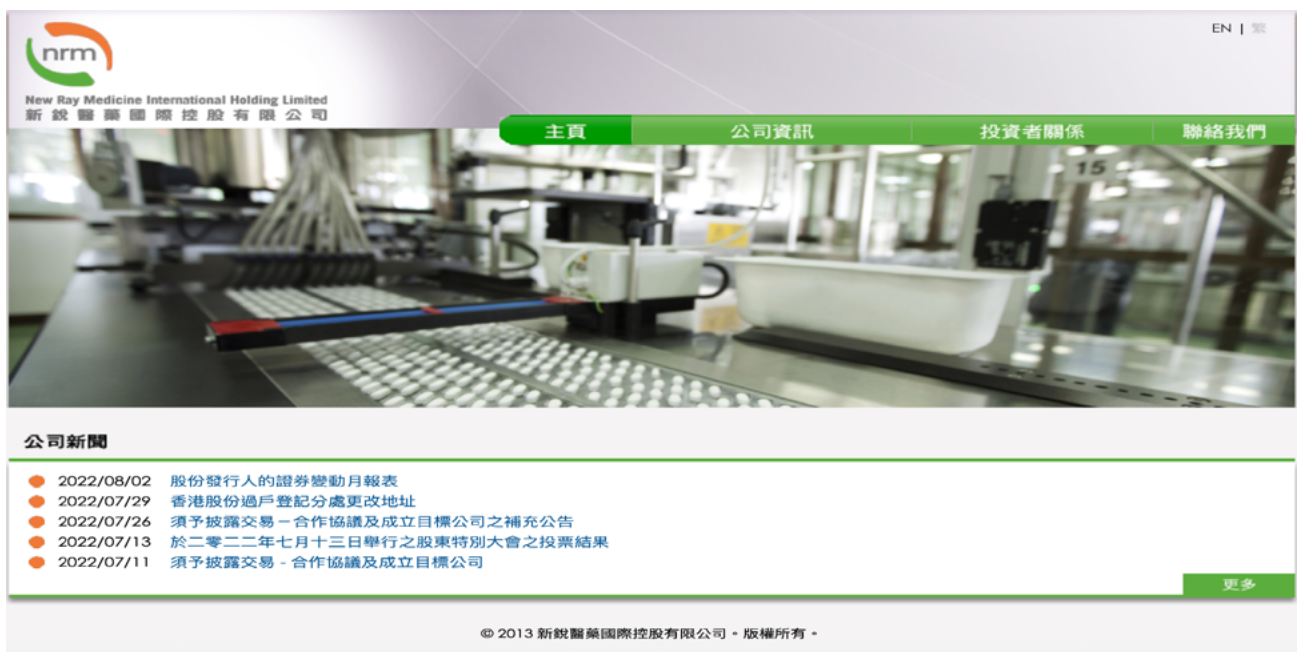 EN | 繁
nrm
New Ray Medicine International Holding Limited
新銳醫藥國際控股有限公司
主頁 公司資訊 投資者關係 聯絡我們
15
公司新聞
2022/08/02 股份發行人的證券變動月報表
2022/07/29 香港股份過戶登記分處更改地址
2022/07/26 須予披露交易－合作協議及成立目標公司之補充公告
2022/07/13 於二零二二年七月十三日舉行之股東特別大會之投票結果
2022/07/11 須予披露交易 - 合作協議及成立目標公司
更多
© 2013 新銳醫藥國際控股有限公司。版權所有。